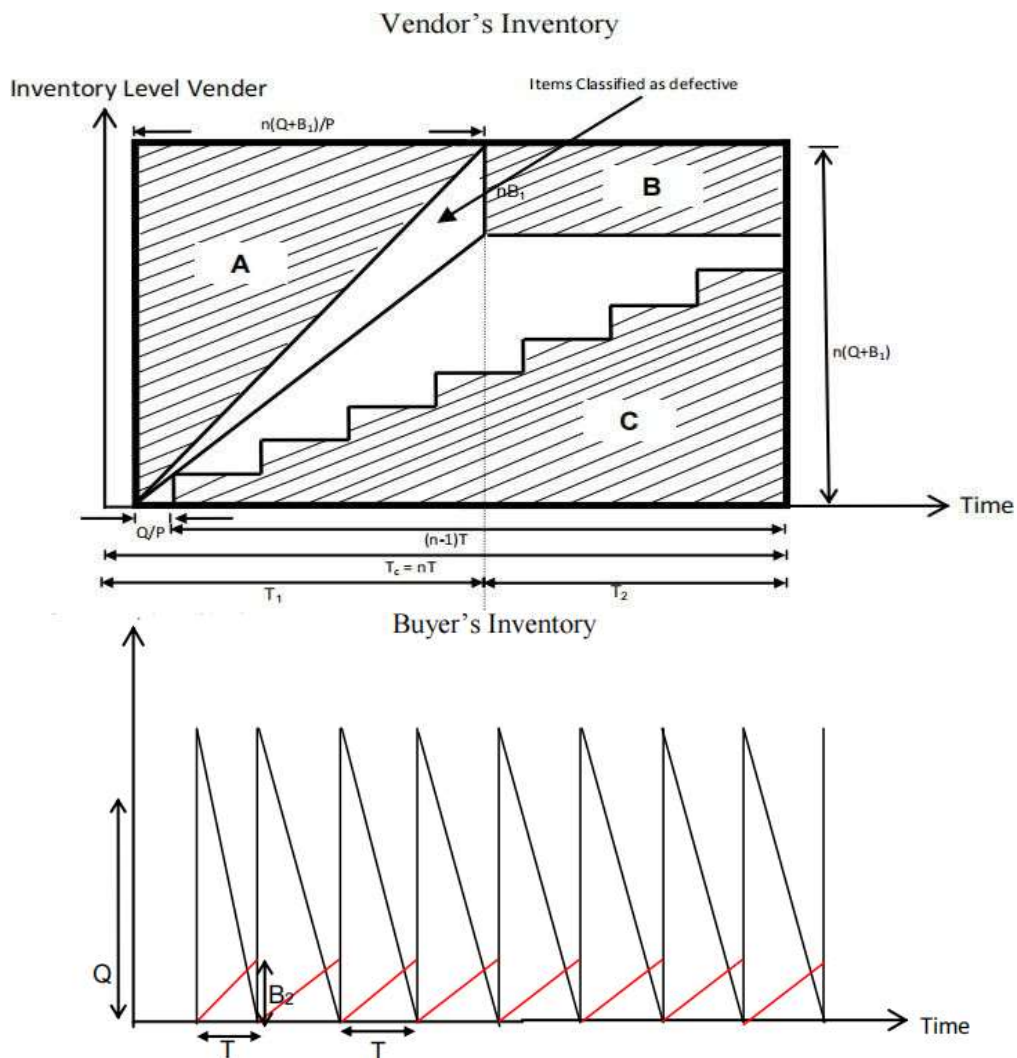 Vendor's Inventory
Inventory Level Vender
Items Classified as defective
n(Q+B₁)/P
B
nB₁
A
n(Q+B₁)
C
Time
Q/P
(n-1)T
T_c = nT
T₁
T₂
Buyer's Inventory
Q
B₂
Time
T
T